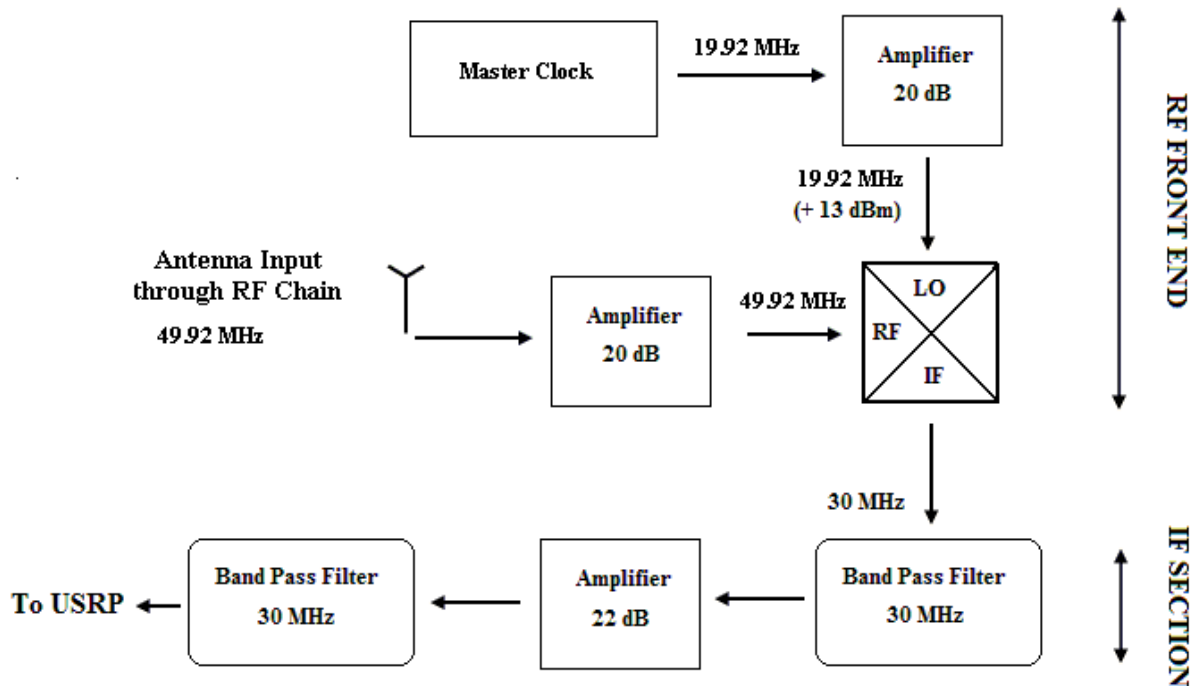 Master Clock
19.92 MHz
Amplifier
20 dB
19.92 MHz
(+ 13 dBm)
Antenna Input
through RF Chain
49.92 MHz
Amplifier
20 dB
49.92 MHz
LO
RF
IF
RF FRONT END
30 MHz
Band Pass Filter
30 MHz
Amplifier
22 dB
Band Pass Filter
30 MHz
To USRP
IF SECTION